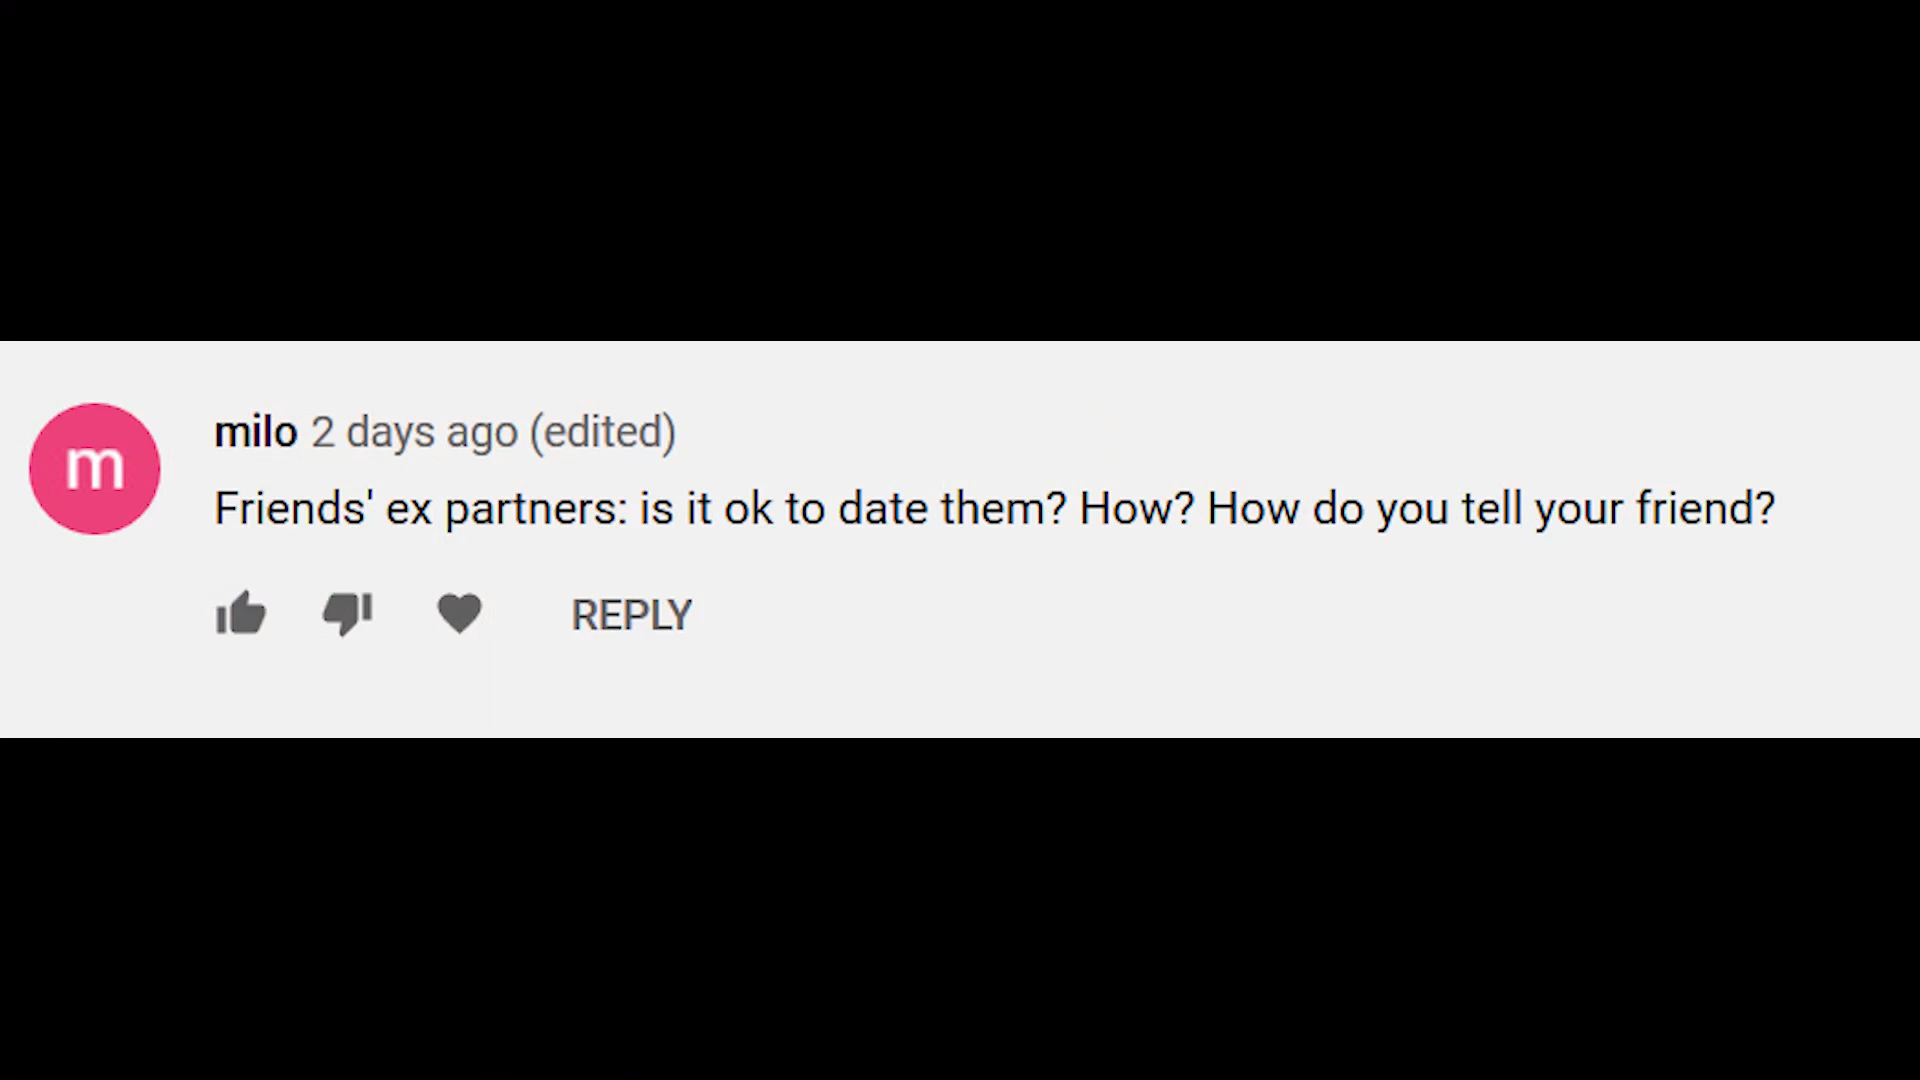 m
milo 2 days ago (edited)
Friends' ex partners: is it ok to date them? How? How do you tell your friend?
REPLY